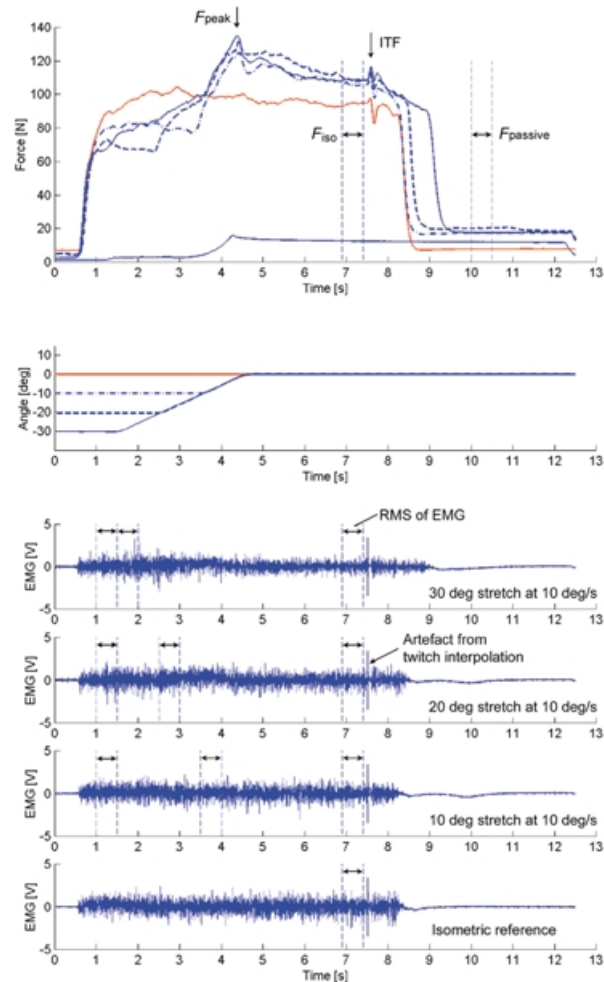 Fpeak
ITF
140
120
100
80
60
40
20
0
Force [N]
Fiso
Fpassive
0 1 2 3 4 5 6 7 8 9 10 11 12 13
Time [s]
10
0
-10
-20
-30
Angle [deg]
0 1 2 3 4 5 6 7 8 9 10 11 12 13
Time [s]
RMS of EMG
5
0
-5
EMG [V]
30 deg stretch at 10 deg/s
0 1 2 3 4 5 6 7 8 9 10 11 12 13
Artefact from
twitch interpolation
5
0
-5
EMG [V]
20 deg stretch at 10 deg/s
0 1 2 3 4 5 6 7 8 9 10 11 12 13
5
0
-5
EMG [V]
10 deg stretch at 10 deg/s
0 1 2 3 4 5 6 7 8 9 10 11 12 13
5
0
-5
EMG [V]
Isometric reference
0 1 2 3 4 5 6 7 8 9 10 11 12 13
Time [s]